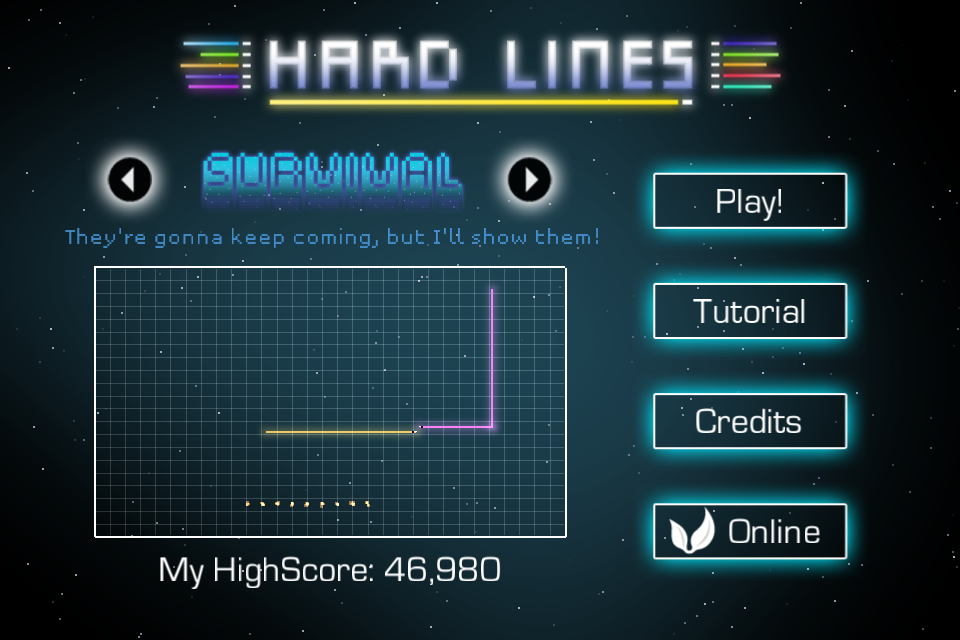 HARD LINES
SURVIVAL
They're gonna keep coming, but I'll show them!
Play!
Tutorial
Credits
Online
My HighScore: 46,980